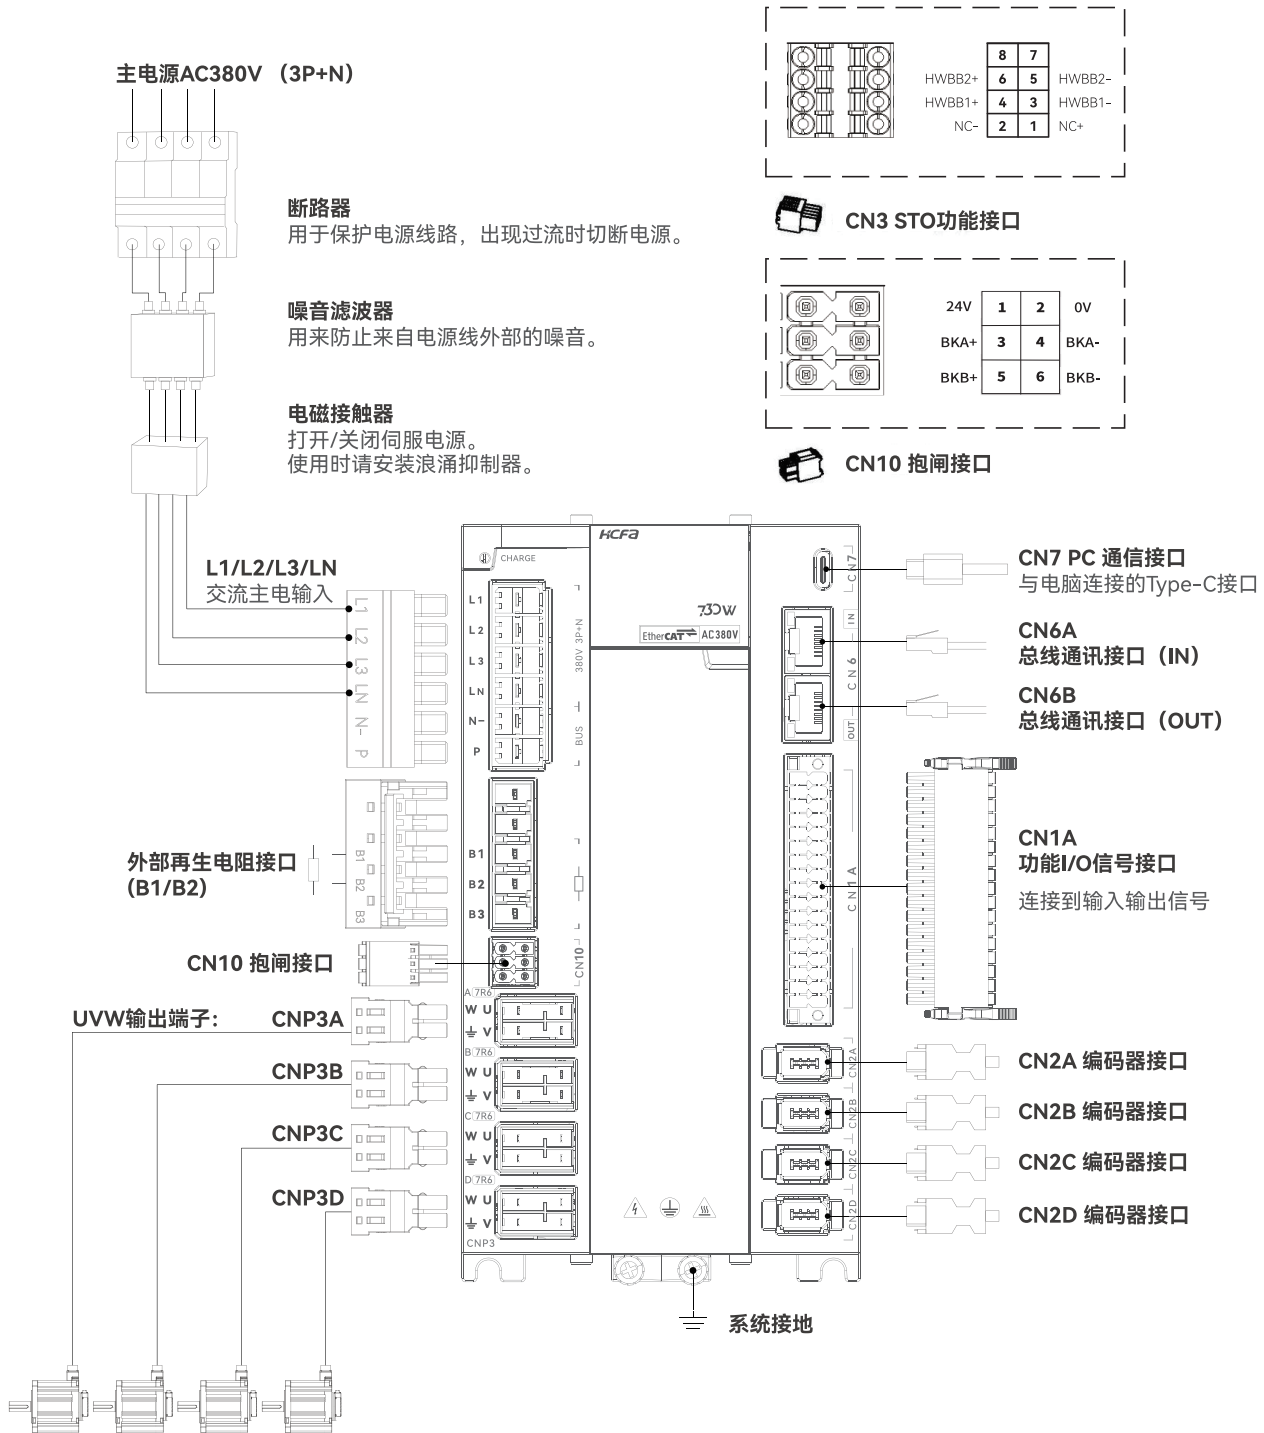 主电源AC380V （3P+N）
断路器
用于保护电源线路，出现过流时切断电源。
噪音滤波器
用来防止来自电源线外部的噪音。
电磁接触器
打开/关闭伺服电源。
使用时请安装浪涌抑制器。
8 7
HWBB2+ 6 5 HWBB2-
HWBB1+ 4 3 HWBB1-
NC- 2 1 NC+
CN3 STO功能接口
24V 1 2 0V
BKA+ 3 4 BKA-
BKB+ 5 6 BKB-
CN10 抱闸接口
L1/L2/L3/LN
交流主电输入
L1
L2
L3
LN
N-
P
外部再生电阻接口
(B1/B2)
B1
B2
B3
CN10 抱闸接口
UVW输出端子：
CNP3A
CNP3B
CNP3C
CNP3D
HCFA
CHARGE
L1
L2
L3
LN
N-
P
380V 3P+N
BUS
B1
B2
B3
CN10
A 7R6
W U
V
B 7R6
W U
V
C 7R6
W U
V
D 7R6
W U
V
CNP3
730W
EtherCAT AC380V
CN7
IN
CN6
OUT
CN1A
CN2A
CN2B
CN2C
CN2D
CN7 PC 通信接口
与电脑连接的Type-C接口
CN6A
总线通讯接口（IN）
CN6B
总线通讯接口（OUT）
CN1A
功能I/O信号接口
连接到输入输出信号
CN2A 编码器接口
CN2B 编码器接口
CN2C 编码器接口
CN2D 编码器接口
系统接地